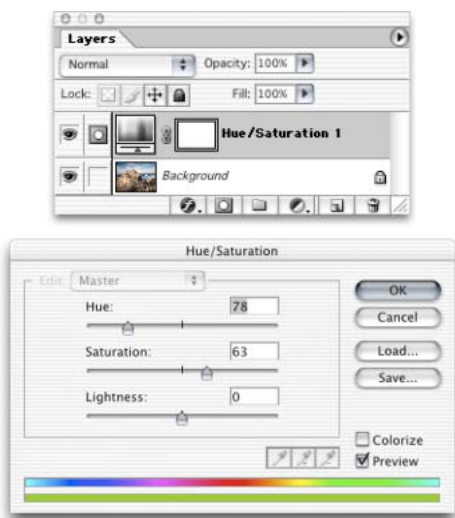 Layers
Normal Opacity: 100%
Lock: Fill: 100%
Hue/Saturation 1
Background
Hue/Saturation
Edit: Master
Hue: 78
Saturation: 63
Lightness: 0
OK
Cancel
Load...
Save...
Colorize
Preview